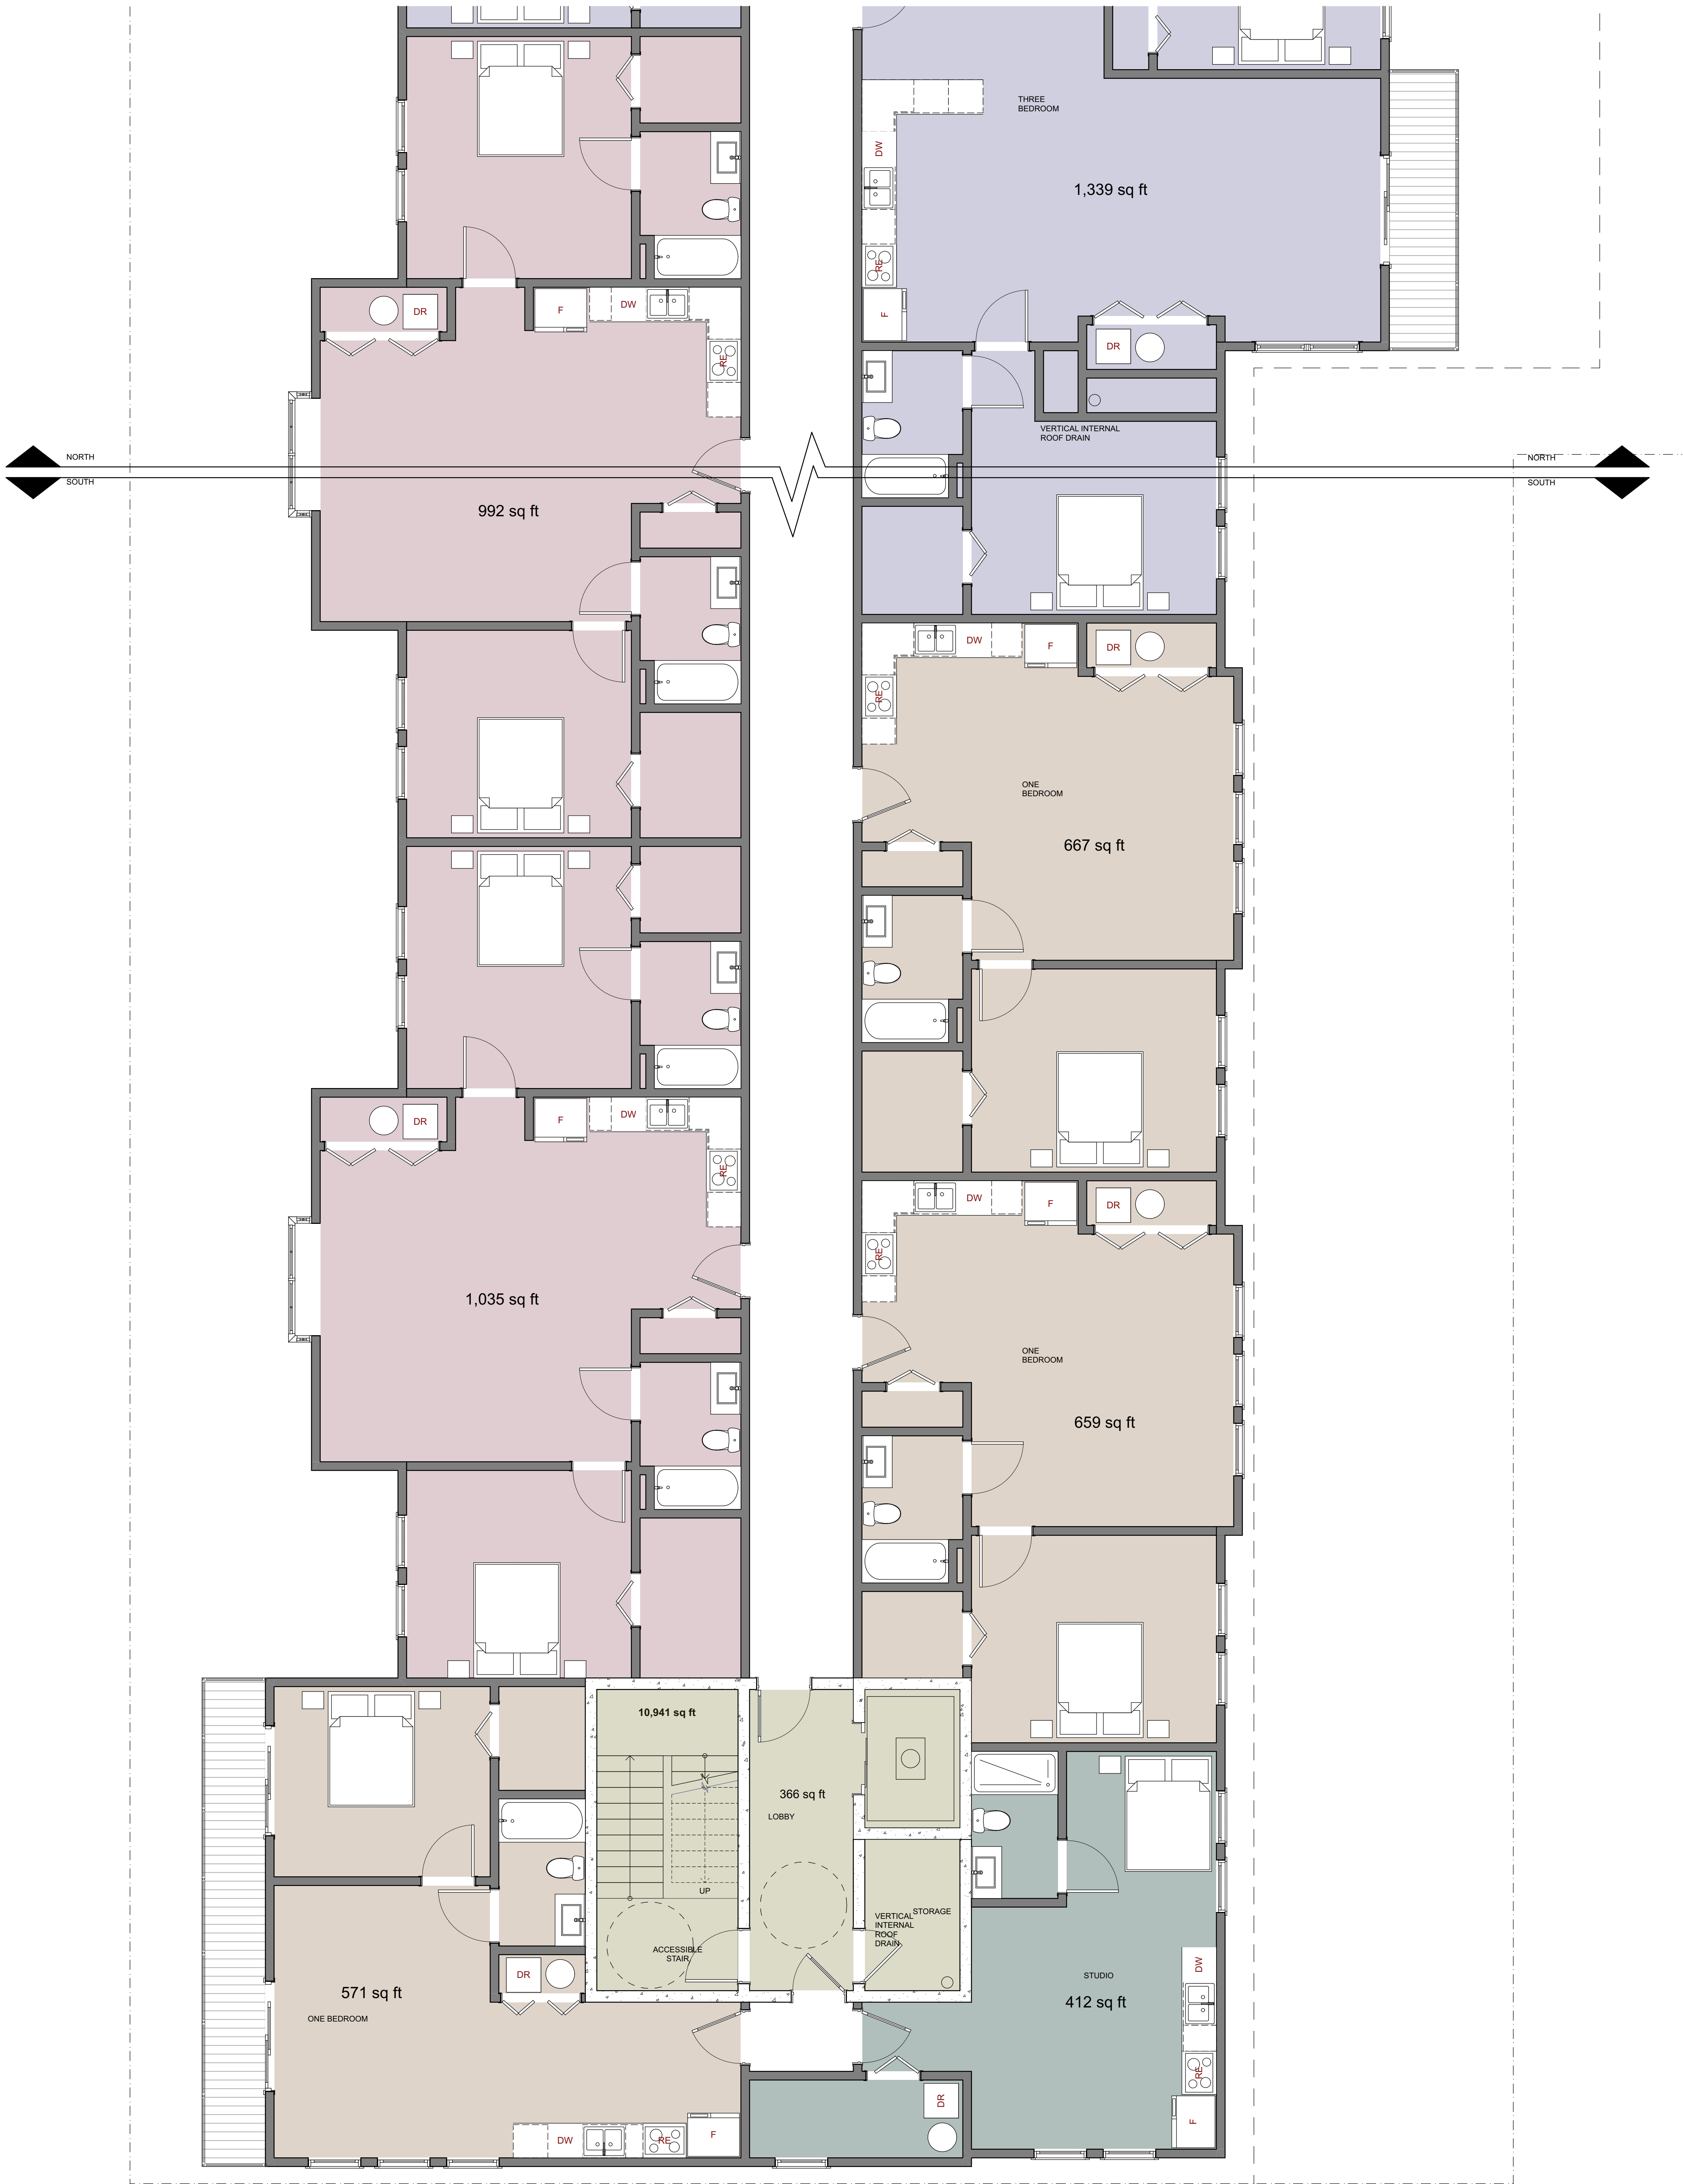 THREE
BEDROOM
DW
1,339 sq ft
RE
F
DR
F
DW
RE
DR
NORTH
SOUTH
VERTICAL INTERNAL
ROOF DRAIN
NORTH
SOUTH
992 sq ft
DW
F
DR
RE
ONE
BEDROOM
667 sq ft
DR
F
DW
RE
1,035 sq ft
DW
F
DR
RE
ONE
BEDROOM
659 sq ft
10,941 sq ft
366 sq ft
LOBBY
UP
ACCESSIBLE
STAIR
VERTICAL
INTERNAL
ROOF
DRAIN
STORAGE
DR
571 sq ft
ONE BEDROOM
DW
RE
F
STUDIO
412 sq ft
DW
RE
F
DR